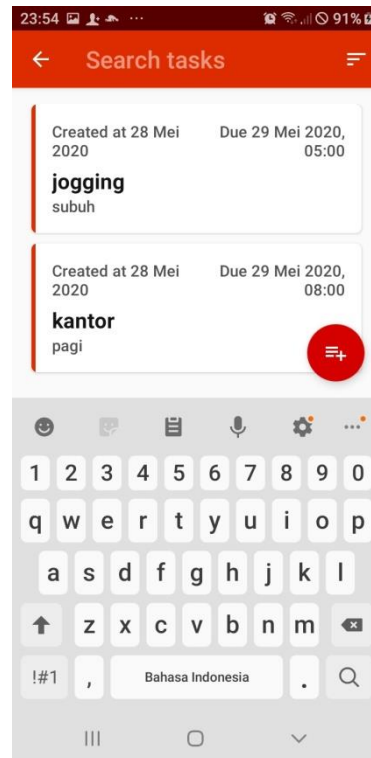 23:54 ... 91%
Search tasks
Created at 28 Mei 2020
Due 29 Mei 2020, 05:00
jogging
subuh
Created at 28 Mei 2020
Due 29 Mei 2020, 08:00
kantor
pagi
1 2 3 4 5 6 7 8 9 0
q w e r t y u i o p
a s d f g h j k l
z x c v b n m
!#1 , Bahasa Indonesia .